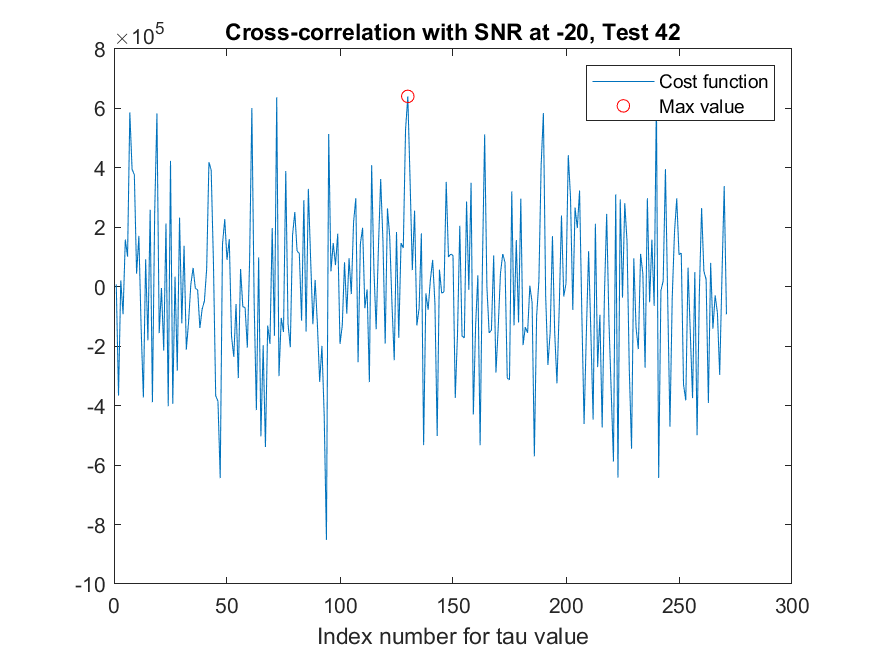 Cross-correlation with SNR at -20, Test 42
×10^5
8
6
4
2
0
-2
-4
-6
-8
-10
0 50 100 150 200 250 300
Index number for tau value
Cost function
Max value